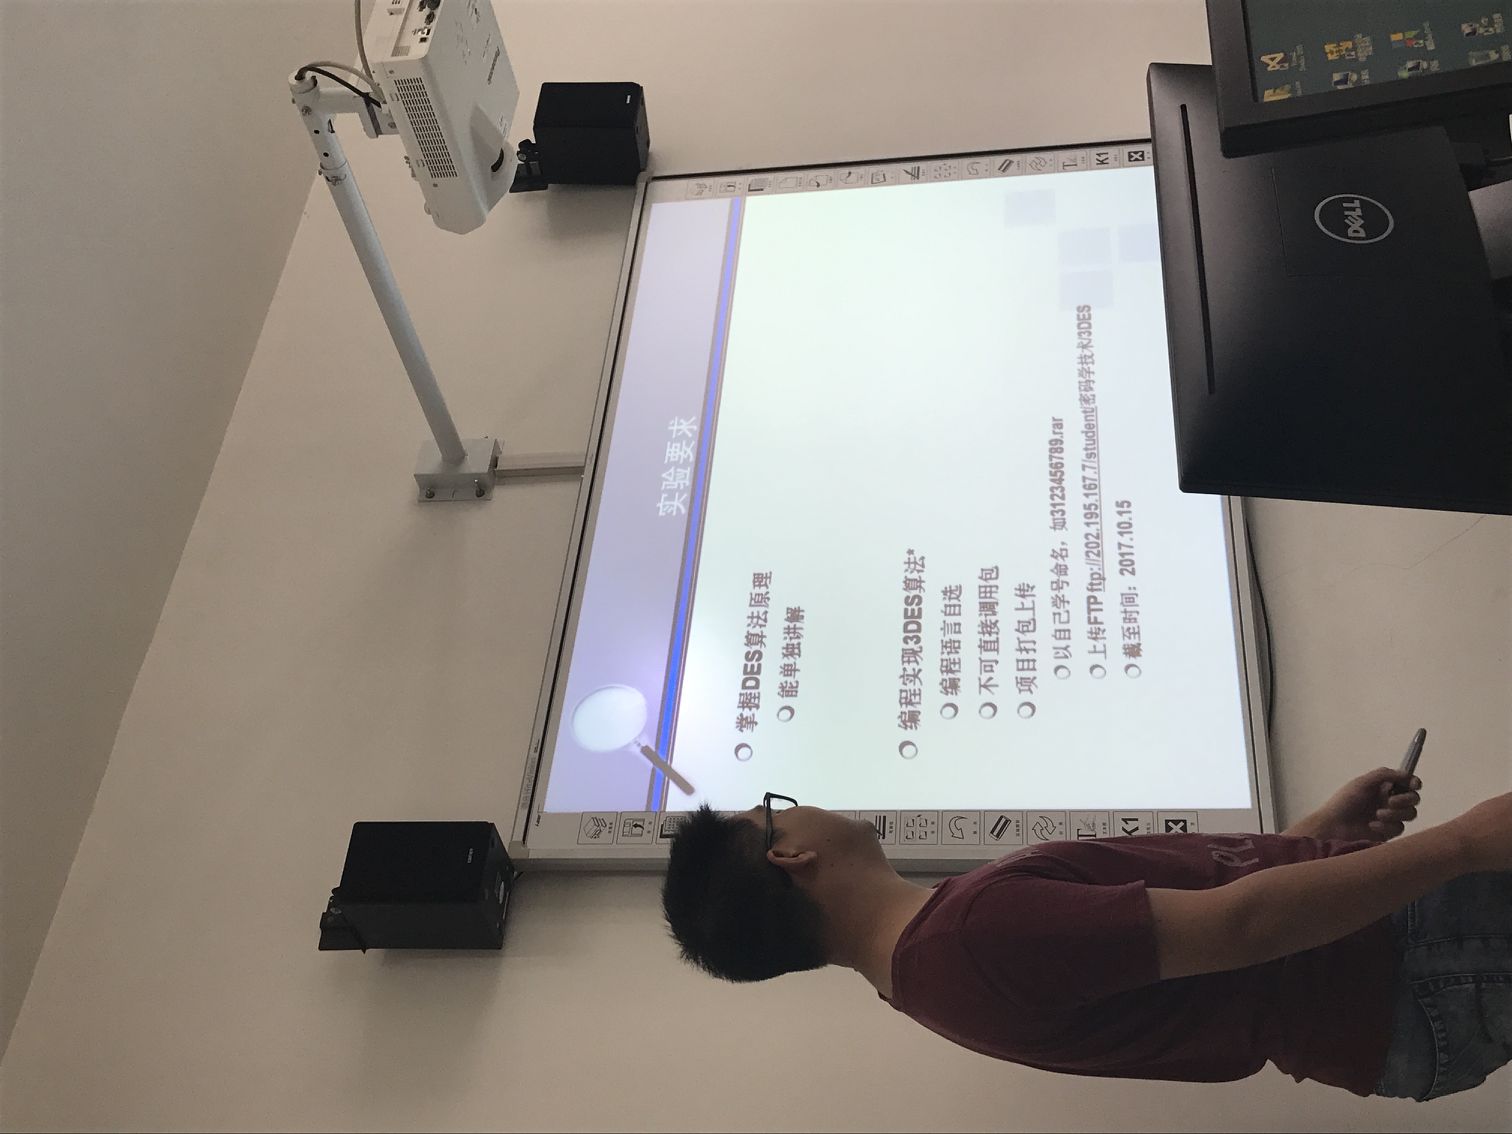 实验要求
掌握DES算法原理
能单独讲解
编程实现3DES算法*
编程语言自选
不可直接调用包
项目打包上传
以自己学号命名，如3123456789.rar
上传FTP ftp://202.195.167.7/student/密码学技术/3DES
截至时间：2017.10.15
K1
K1
PL
DELL
Panasonic